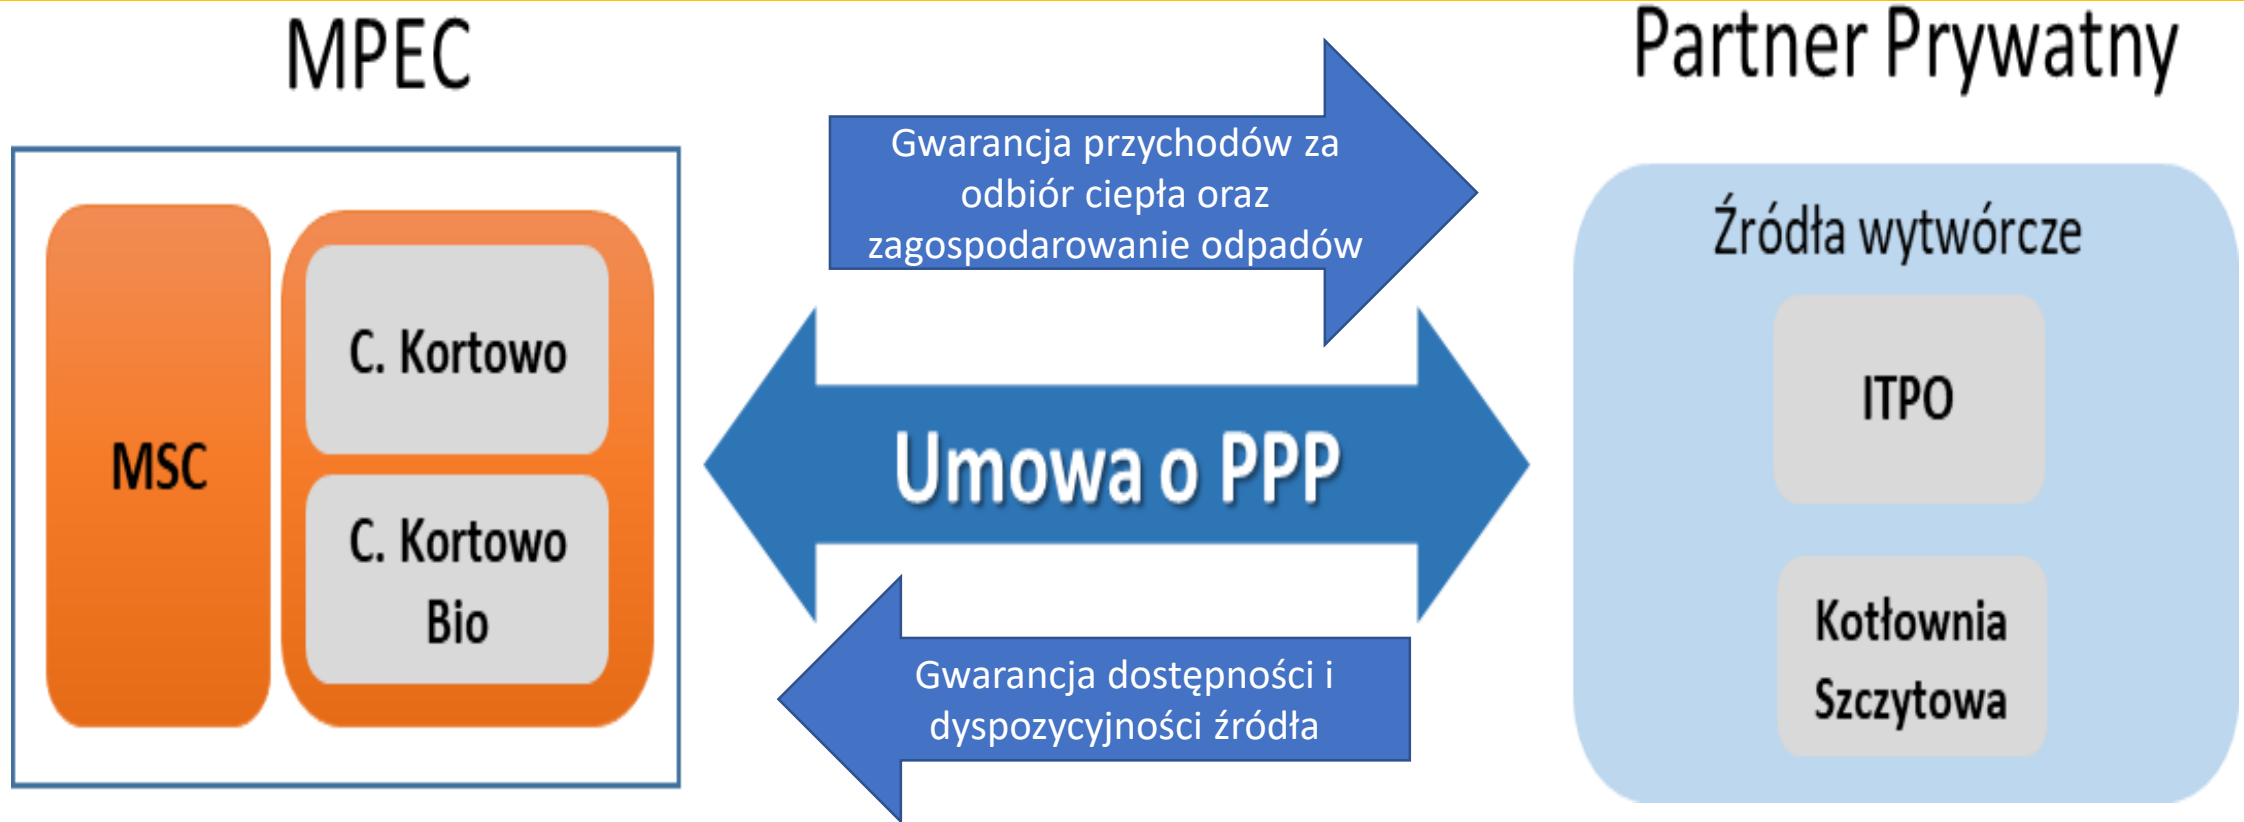 MPEC
MSC
C. Kortowo
C. Kortowo
Bio
Gwarancja przychodów za
odbiór ciepła oraz
zagospodarowanie odpadów
Umowa o PPP
Gwarancja dostępności i
dyspozycyjności źródła
Partner Prywatny
Źródła wytwórcze
ITPO
Kotłownia
Szczytowa